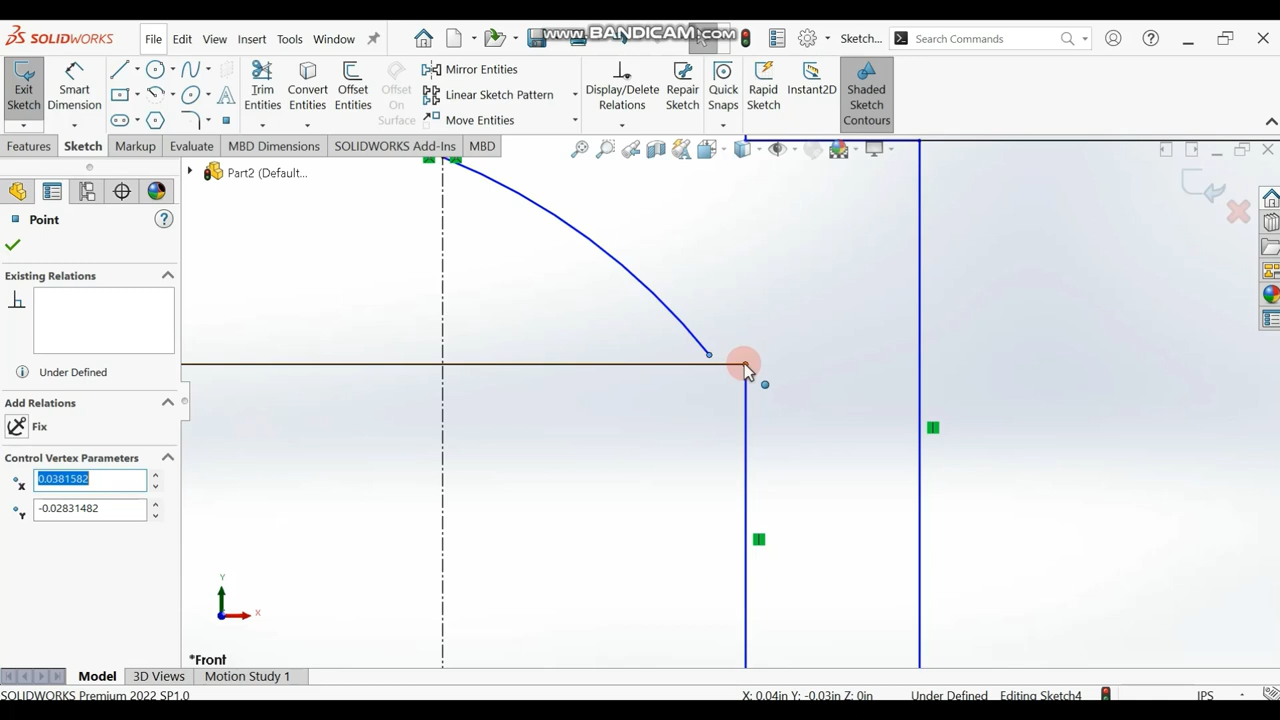 SOLIDWORKS
File
Edit
View
Insert
Tools
Window
www.BANDICAM.com
Sketch...
Search Commands
Exit Sketch
Smart Dimension
Trim Entities
Convert Entities
Offset Entities
Offset On Surface
Mirror Entities
Linear Sketch Pattern
Move Entities
Display/Delete Relations
Repair Sketch
Quick Snaps
Rapid Sketch
Instant2D
Shaded Sketch Contours
Features
Sketch
Markup
Evaluate
MBD Dimensions
SOLIDWORKS Add-Ins
MBD
Part2 (Default...
Point
Existing Relations
Under Defined
Add Relations
Fix
Control Vertex Parameters
X
0.0381582
Y
-0.02831482
Y
X
*Front
Model
3D Views
Motion Study 1
SOLIDWORKS Premium 2022 SP1.0
X: 0.04in Y: -0.03in Z: 0in
Under Defined
Editing Sketch4
IPS